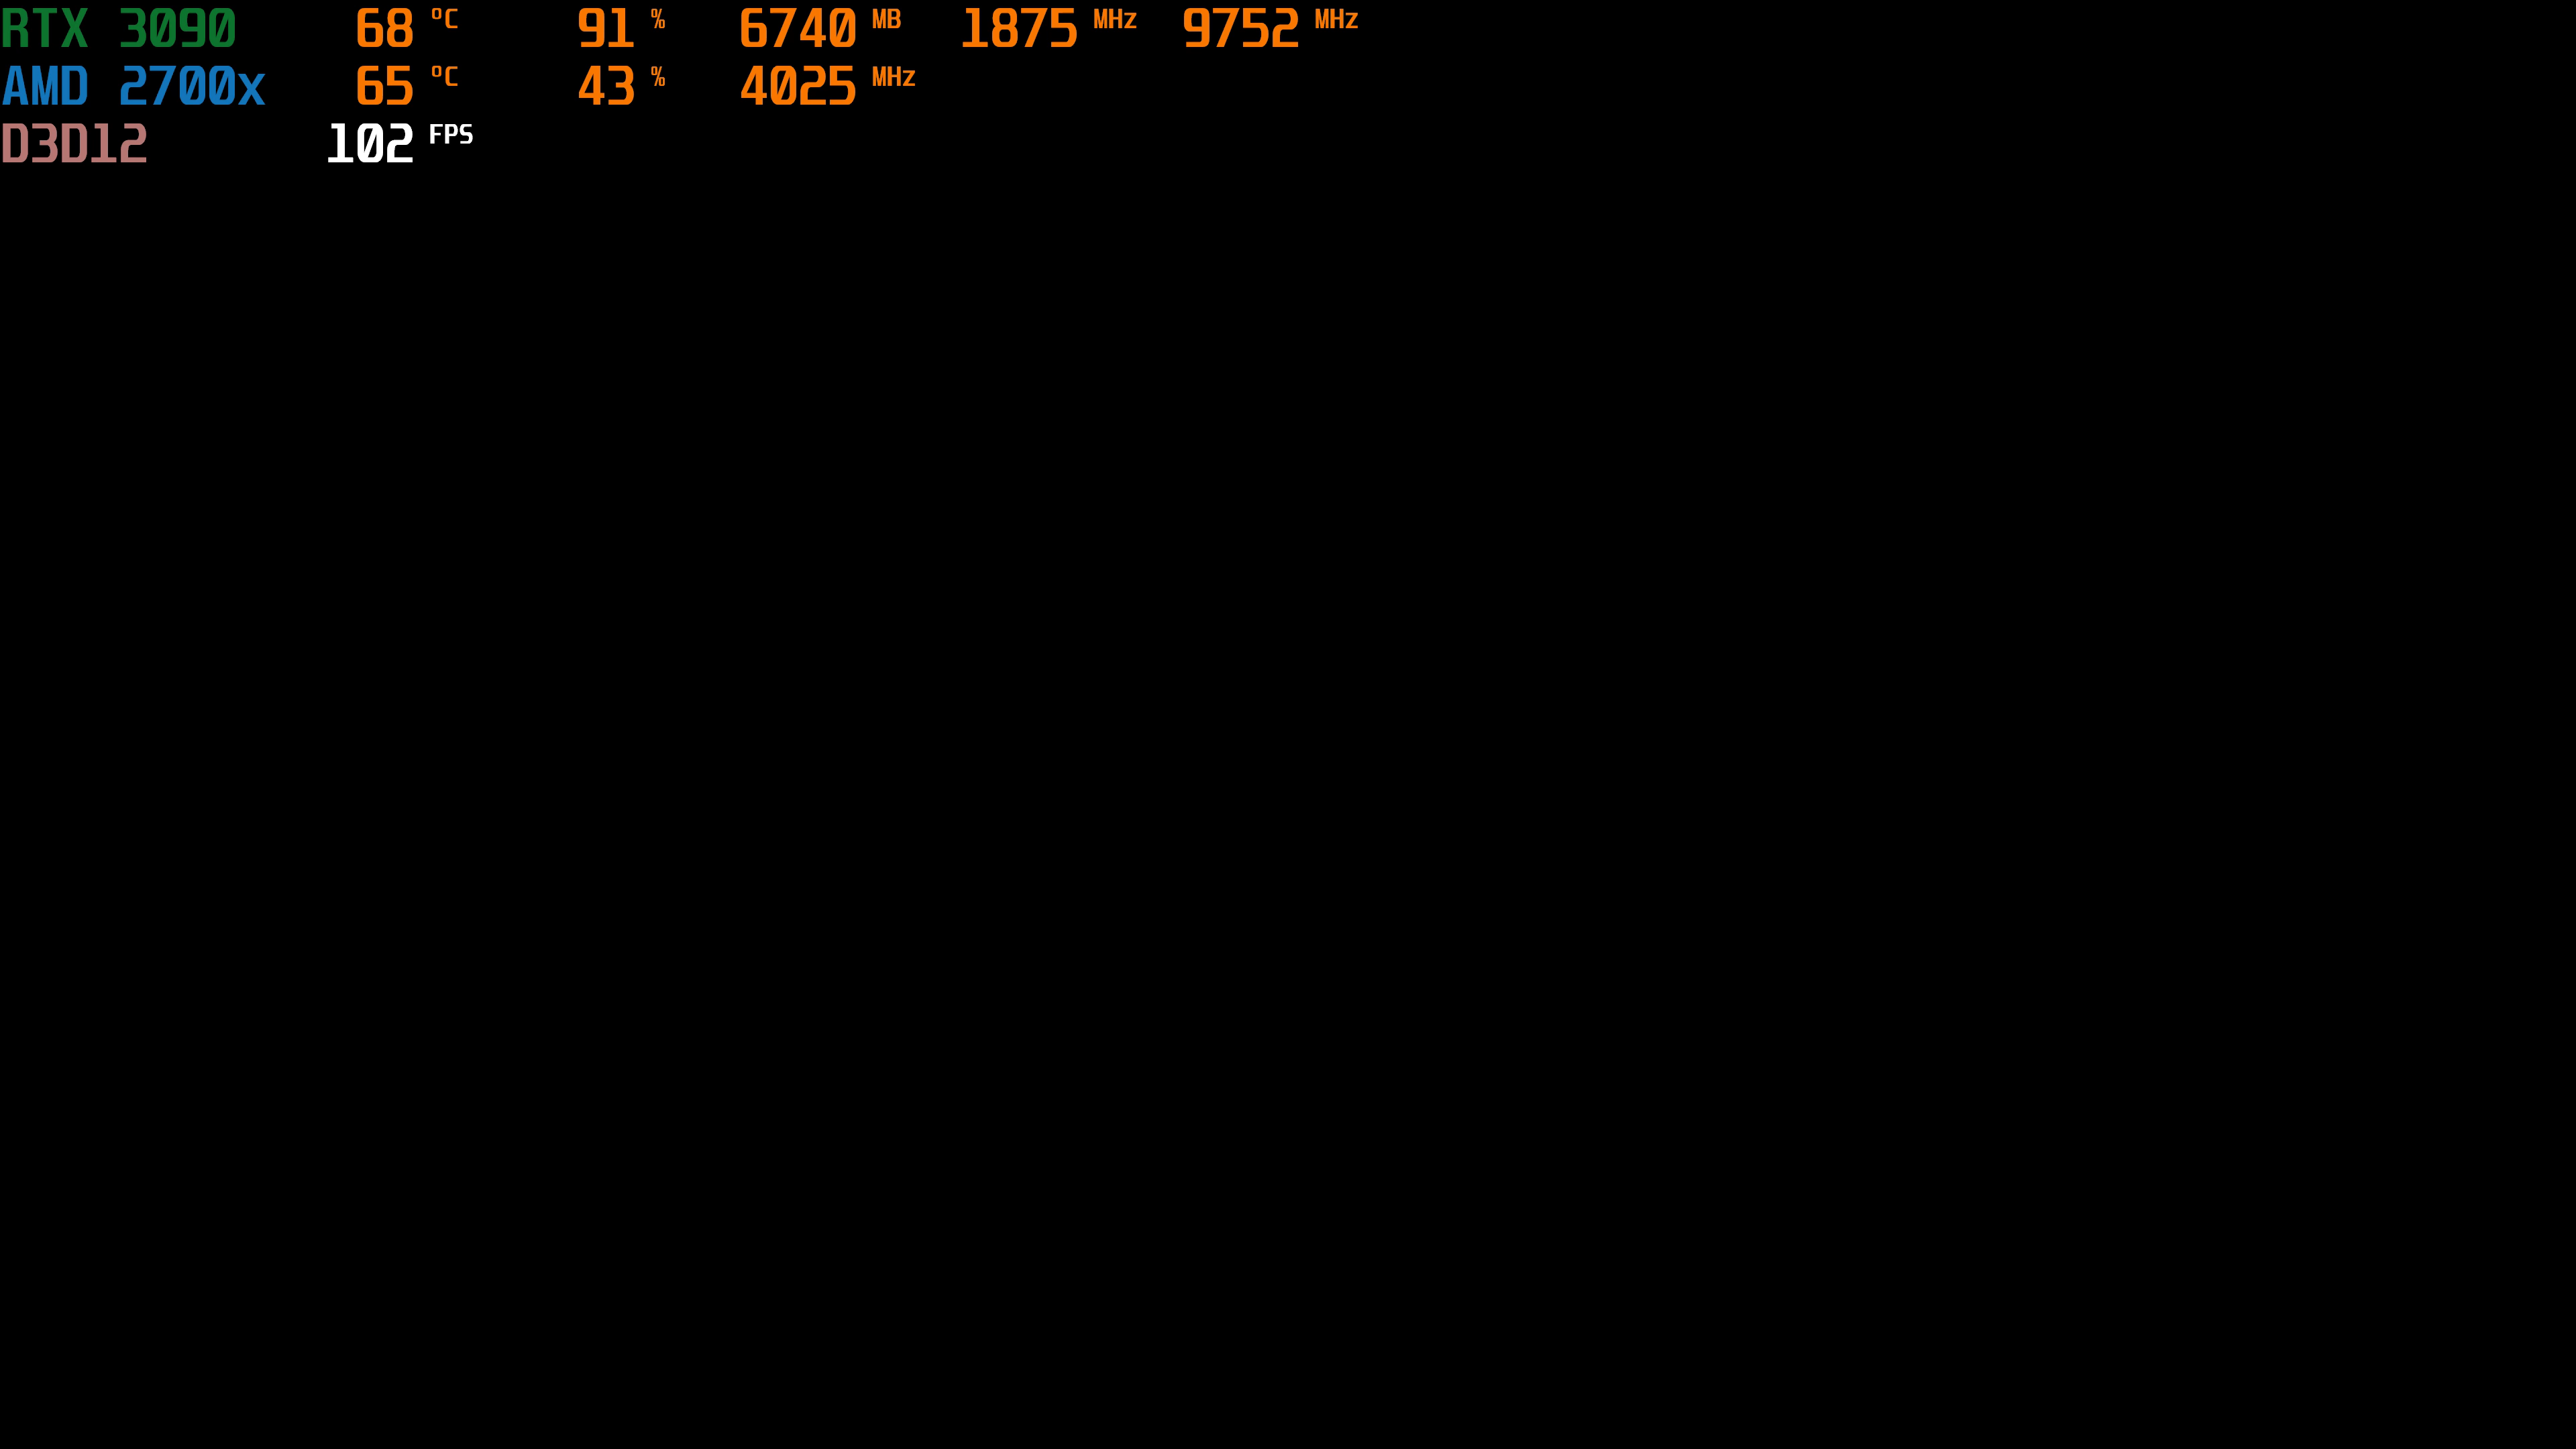 RTX 3090 68 °C 91 % 6740 MB 1875 MHz 9752 MHz
AMD 2700x 65 °C 43 % 4025 MHz
D3D12 102 FPS